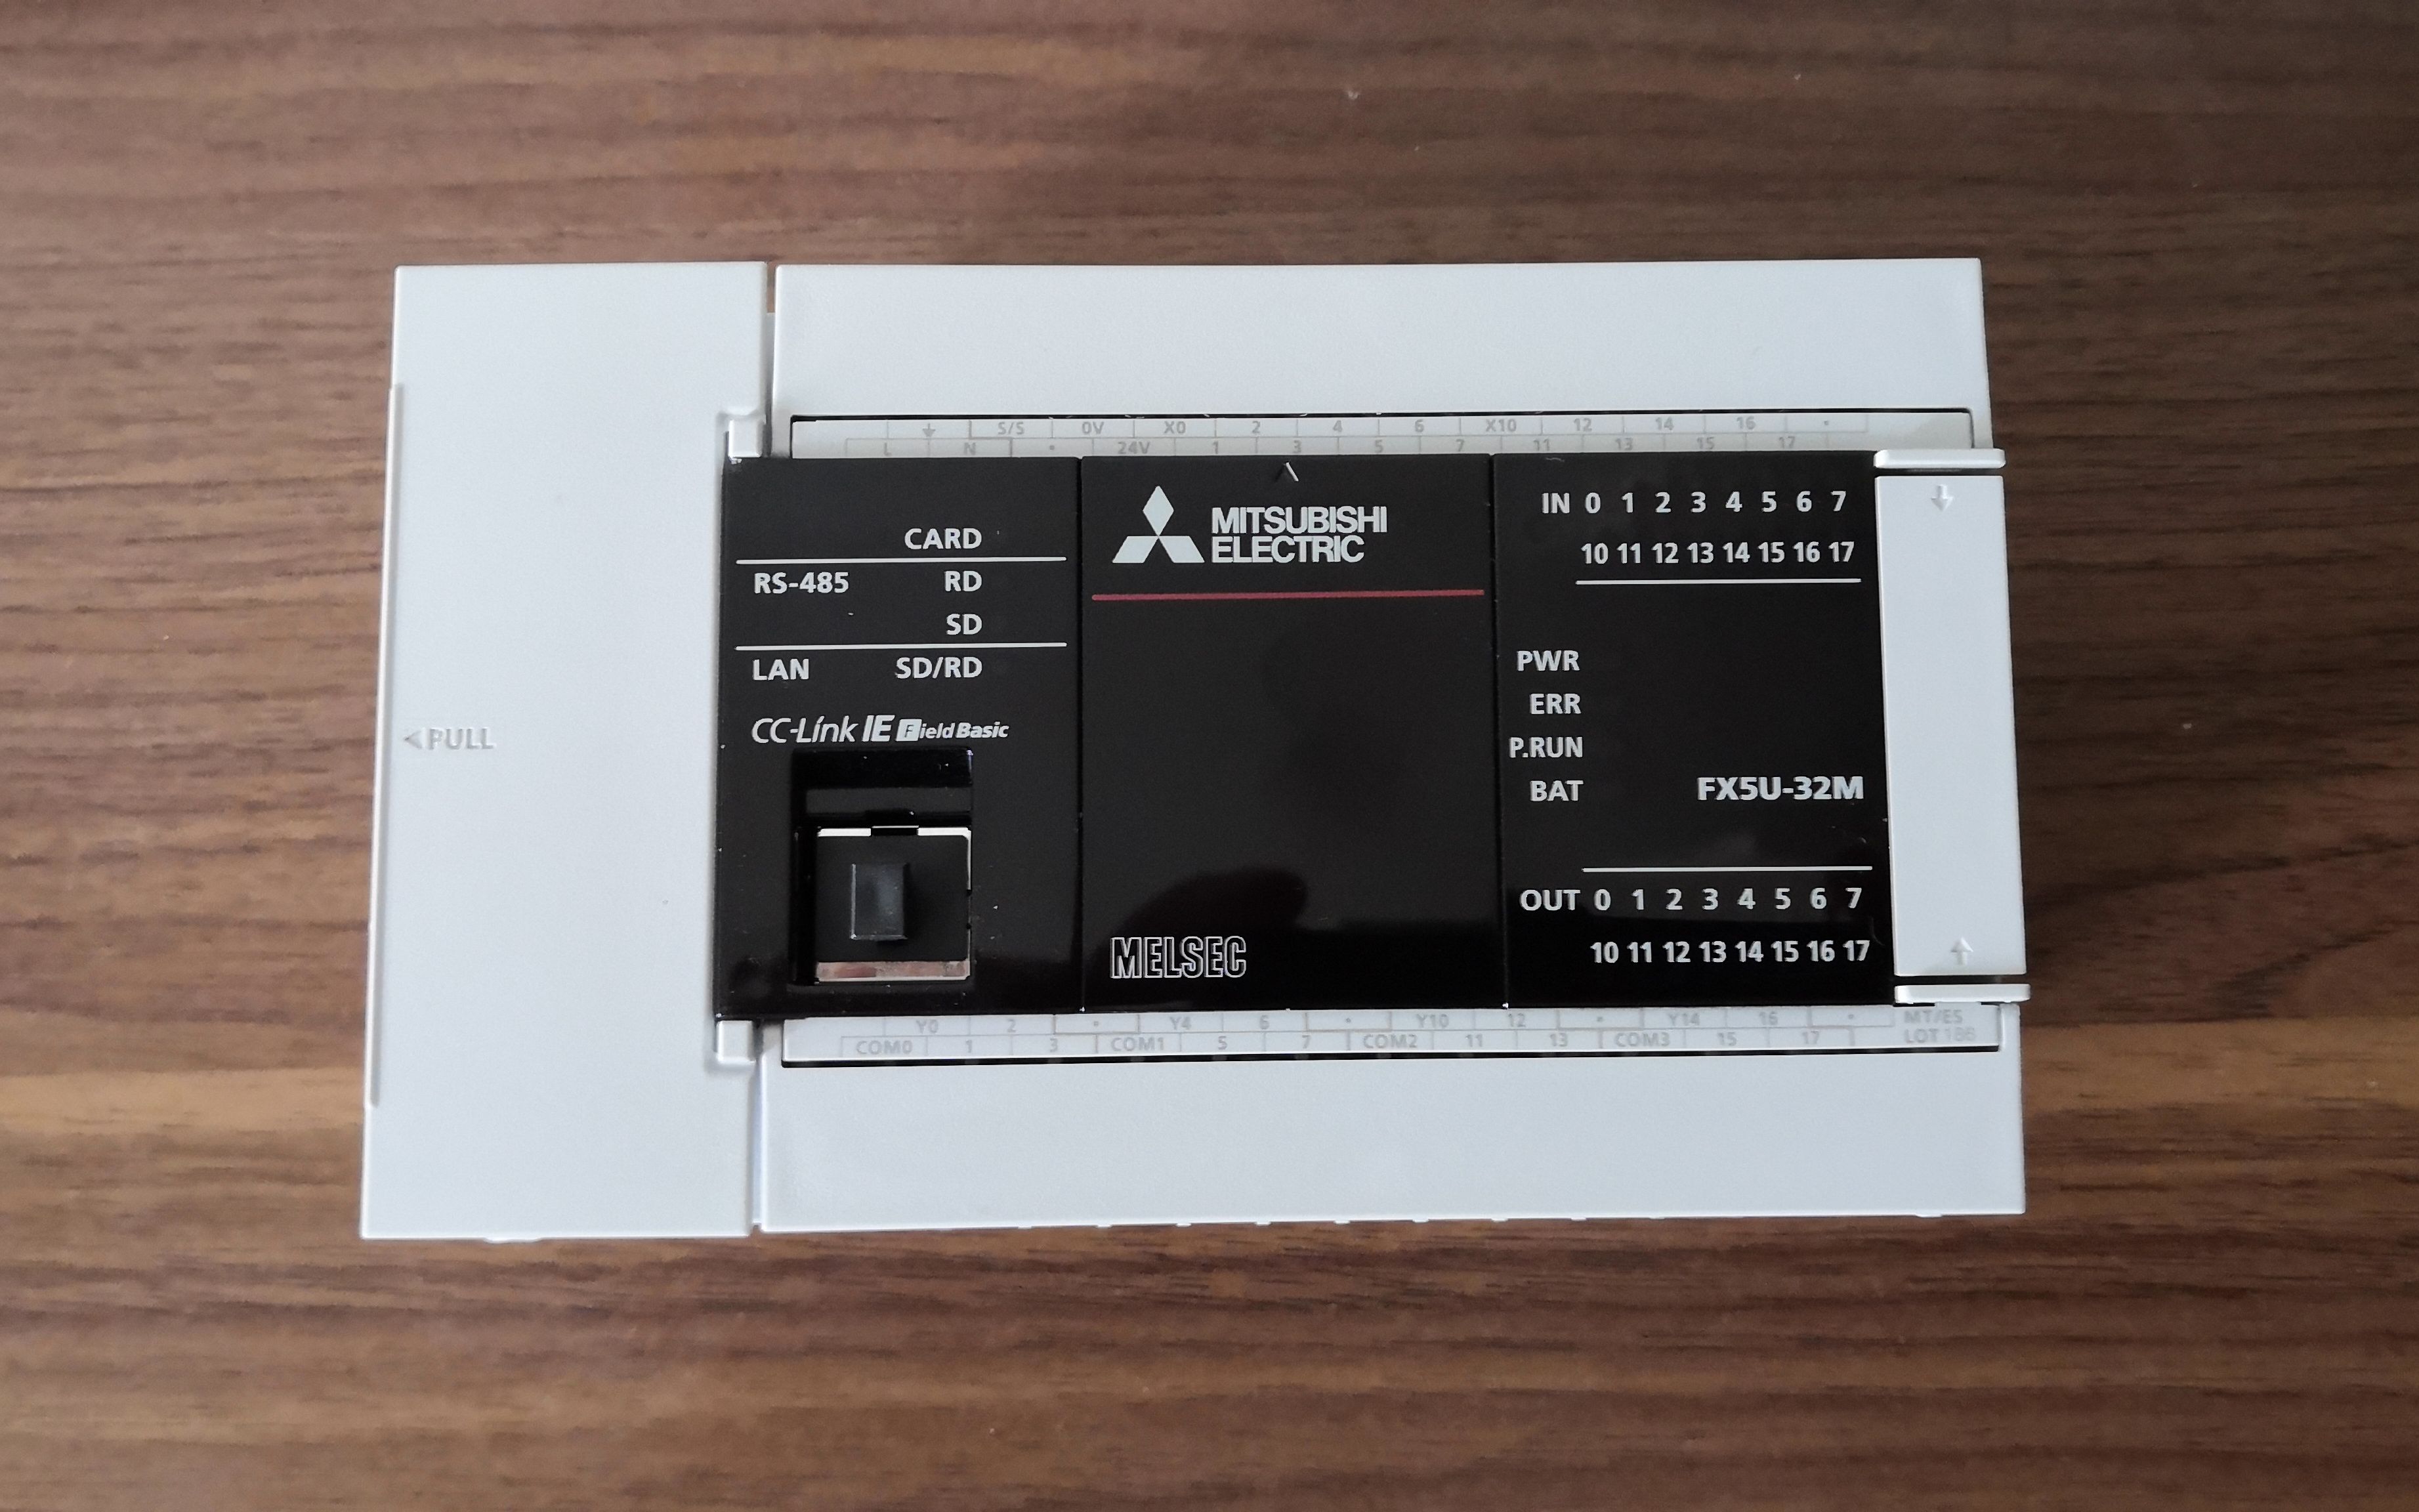 S/S 0V X0 2 4 6 X10 12 14 16
L N 24V 1 3 5 7 11 13 15 17
CARD
RS-485 RD
SD
LAN SD/RD
CC-Link IE Field Basic
<PULL
MITSUBISHI
ELECTRIC
MELSEC
IN 0 1 2 3 4 5 6 7
10 11 12 13 14 15 16 17
PWR
ERR
P.RUN
BAT FX5U-32M
OUT 0 1 2 3 4 5 6 7
10 11 12 13 14 15 16 17
Y0 2 Y4 6 Y10 12 Y14 16 MT/ES
COM0 1 3 COM1 5 7 COM2 11 13 COM3 15 17 LOT